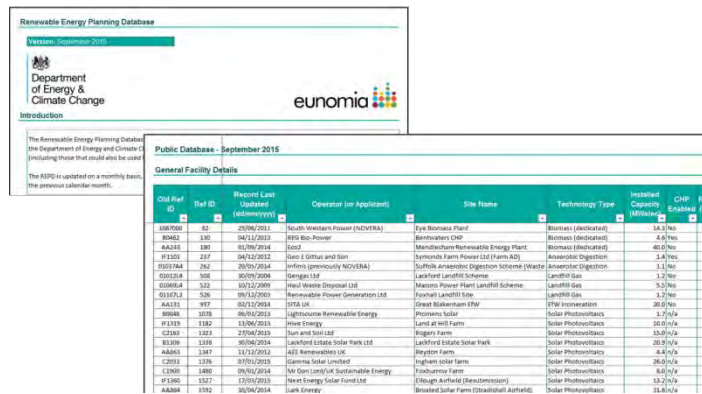 Renewable Energy Planning Database
Version: September 2015
Department
of Energy &
Climate Change
eunomia
Introduction
The Renewable Energy Planning Databas
the Department of Energy and Climate C
(including those that could also be used
The REPD is updated on a monthly basis,
the previous calendar month.
Public Database - September 2015
General Facility Details
Old Ref ID Ref ID Record Last Updated (dd/mm/yyyy) Operator (or Applicant) Site Name Technology Type Installed Capacity (MWelec) CHP Enabled
82 25/08/2011 South Western Power (NOVERA) Eye Biomass Plant Biomass (dedicated) 14.3 No
B0462 130 04/11/2013 REG Bio-Power Bentwaters CHP Biomass (dedicated) 4.6 Yes
AA243 180 01/09/2014 Eco2 Mendlesham Renewable Energy Plant Biomass (dedicated) 40.0 No
IF1101 237 04/12/2012 Geo E Gittus and Son Symonds Farm Power Ltd (Farm AD) Anaerobic Digestion 1.4 Yes
01037A4 262 20/05/2014 Infinis (previously NOVERA) Suffolk Anaerobic Digestion Scheme (Waste Anaerobic Digestion 1.1 No
01012L4 508 30/09/2004 Gengas Ltd Lackford Landfill Scheme Landfill Gas 1.2 No
01069L4 522 10/12/2009 Haul Waste Disposal Ltd Masons Power Plant Landfill Scheme Landfill Gas 5.5 No
01107L3 526 09/12/2003 Renewable Power Generation Ltd Foxhall Landfill Site Landfill Gas 1.2 No
AA131 997 02/12/2014 SITA UK Great Blakenham EfW EfW Incineration 20.0 No
B0046 1078 06/03/2013 Lightsource Renewable Energy Promens Solar Solar Photovoltaics 1.7 n/a
IF1319 1182 13/06/2013 Hive Energy Land at Hill Farm Solar Photovoltaics 10.0 n/a
C2163 1323 27/04/2015 Sun and Soil Ltd Rogers Farm Solar Photovoltaics 15.0 n/a
B1306 1338 30/04/2014 Lackford Estate Solar Park Ltd Lackford Estate Solar Park Solar Photovoltaics 20.9 n/a
AA863 1347 11/12/2012 AEE Renewables UK Reydon Farm Solar Photovoltaics 4.4 n/a
C2033 1376 07/01/2015 Gamma Solar Limited Ingham solar farm Solar Photovoltaics 26.0 n/a
C1900 1480 09/01/2014 Mr Don Lord/UK Sustainable Energy Foxburrow Farm Solar Photovoltaics 8.0 n/a
IF1360 1527 17/03/2015 Next Energy Solar Fund Ltd Ellough Airfield (Resubmission) Solar Photovoltaics 13.2 n/a
AA864 1592 30/04/2014 Lark Energy Broxted Solar Farm (Stradishall Airfield) Solar Photovoltaics 31.6 n/a